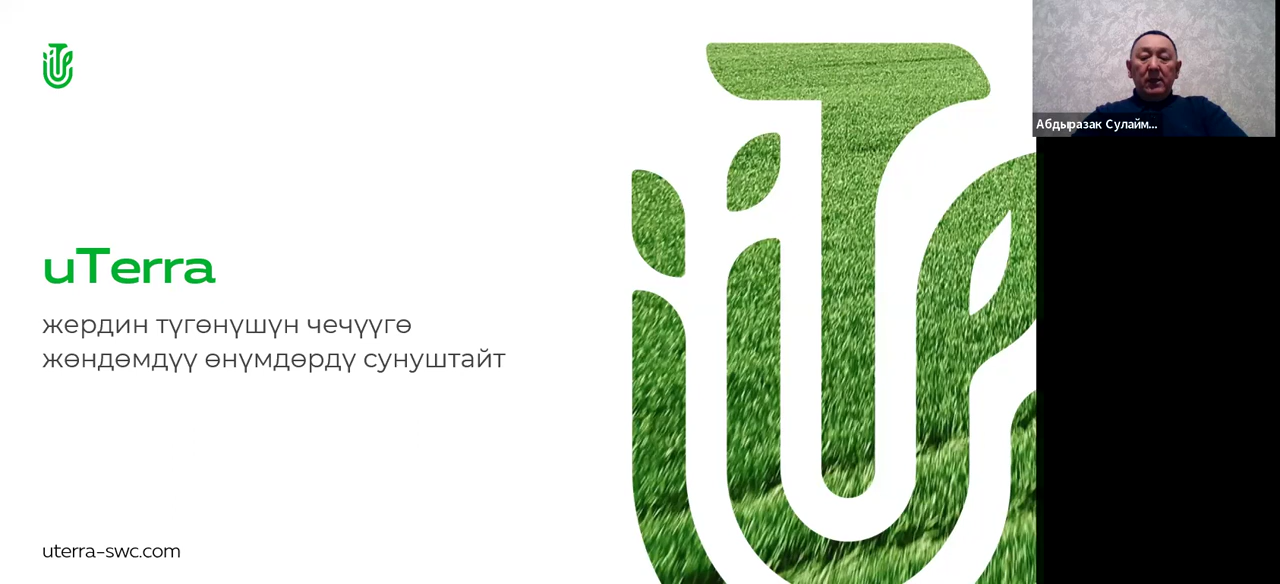 uTerra
жердин түгөнүшүн чечүүгө
жөндөмдүү өнүмдөрдү сунуштайт
uterra-swc.com
Абдыразак Сулайм...